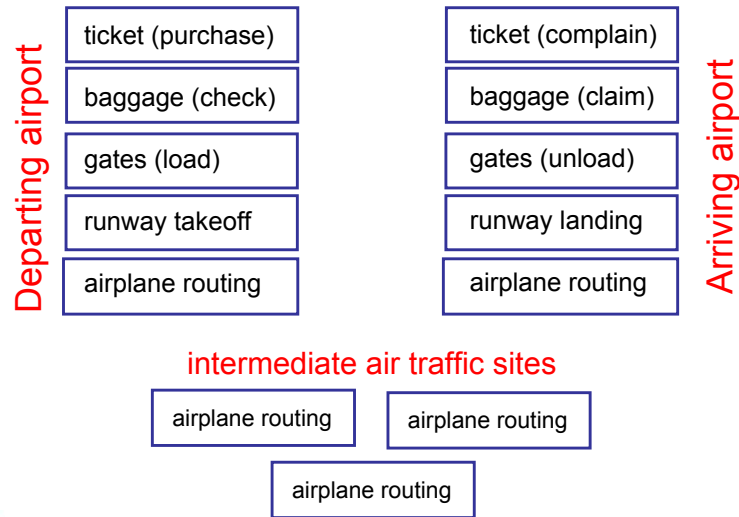 Departing airport
ticket (purchase)
baggage (check)
gates (load)
runway takeoff
airplane routing
ticket (complain)
baggage (claim)
gates (unload)
runway landing
airplane routing
Arriving airport
intermediate air traffic sites
airplane routing
airplane routing
airplane routing